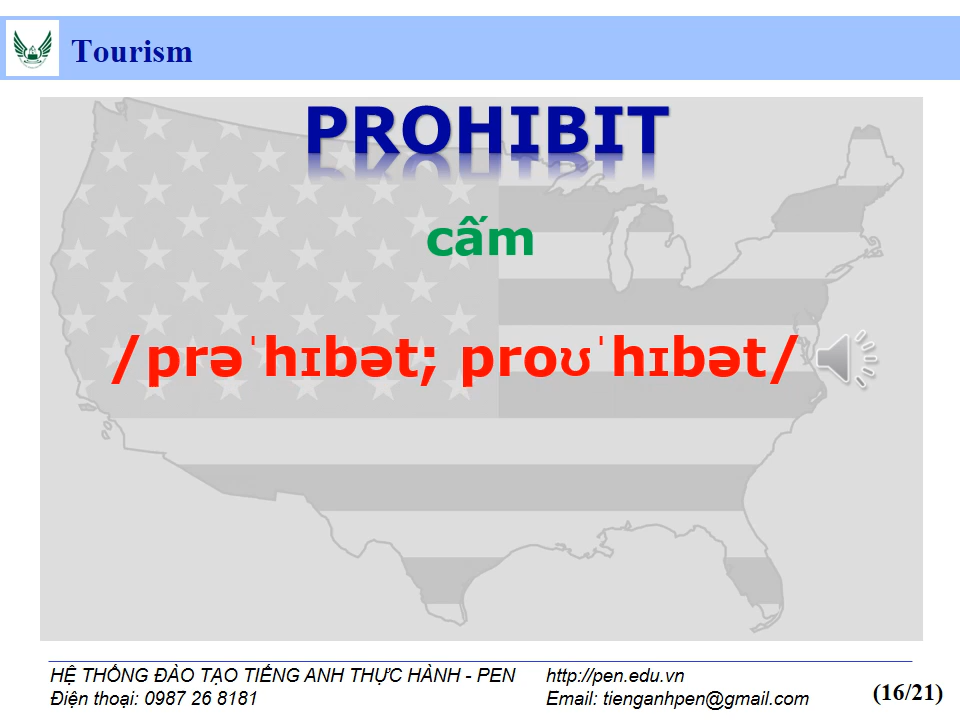 Tourism
PROHIBIT
cấm
/prəˈhɪbət; proʊˈhɪbət/
HỆ THỐNG ĐÀO TẠO TIẾNG ANH THỰC HÀNH - PEN http://pen.edu.vn
Điện thoại: 0987 26 8181 Email: tienganhpen@gmail.com
(16/21)